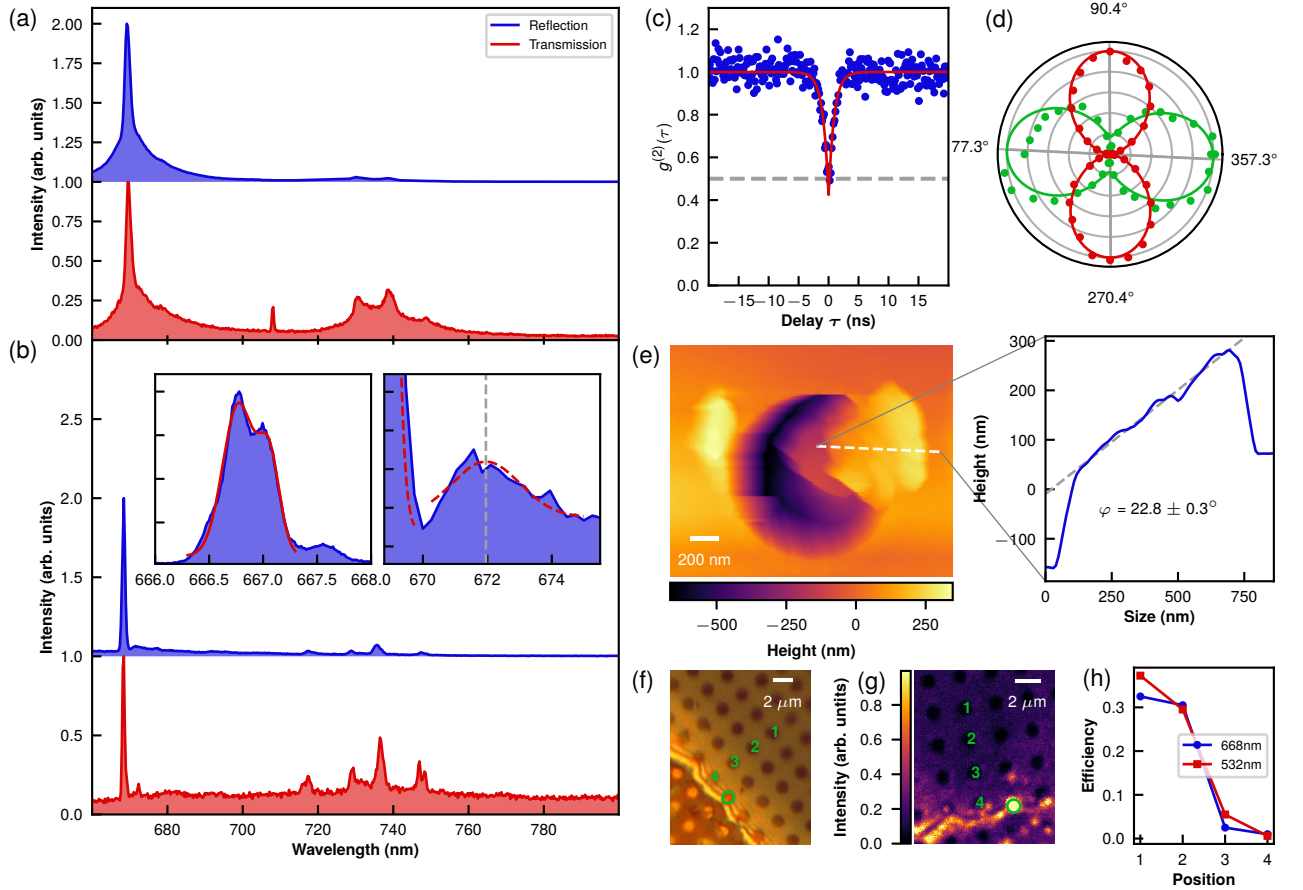 (a)
2.00
1.75
1.50
1.25
1.00
0.75
0.50
0.25
0.00
Intensity (arb. units)
Reflection
Transmission
(b)
2.5
2.0
1.5
1.0
0.5
0.0
Intensity (arb. units)
666.0 666.5 667.0 667.5 668.0
670 672 674
680 700 720 740 760 780
Wavelength (nm)
(c)
1.2
1.0
0.8
0.6
0.4
0.2
0.0
g(2)(τ)
−15 −10 −5 0 5 10 15
Delay τ (ns)
(d)
90.4°
77.3°
357.3°
270.4°
(e)
200 nm
−500 −250 0 250
Height (nm)
300
200
100
0
−100
Height (nm)
φ = 22.8 ± 0.3°
0 250 500 750
Size (nm)
(f)
2 μm
1
2
3
4
(g)
0.8
0.6
0.4
0.2
0.0
Intensity (arb. untits)
2 μm
1
2
3
4
(h)
0.3
0.2
0.1
0.0
Efficiency
668nm
532nm
1 2 3 4
Position